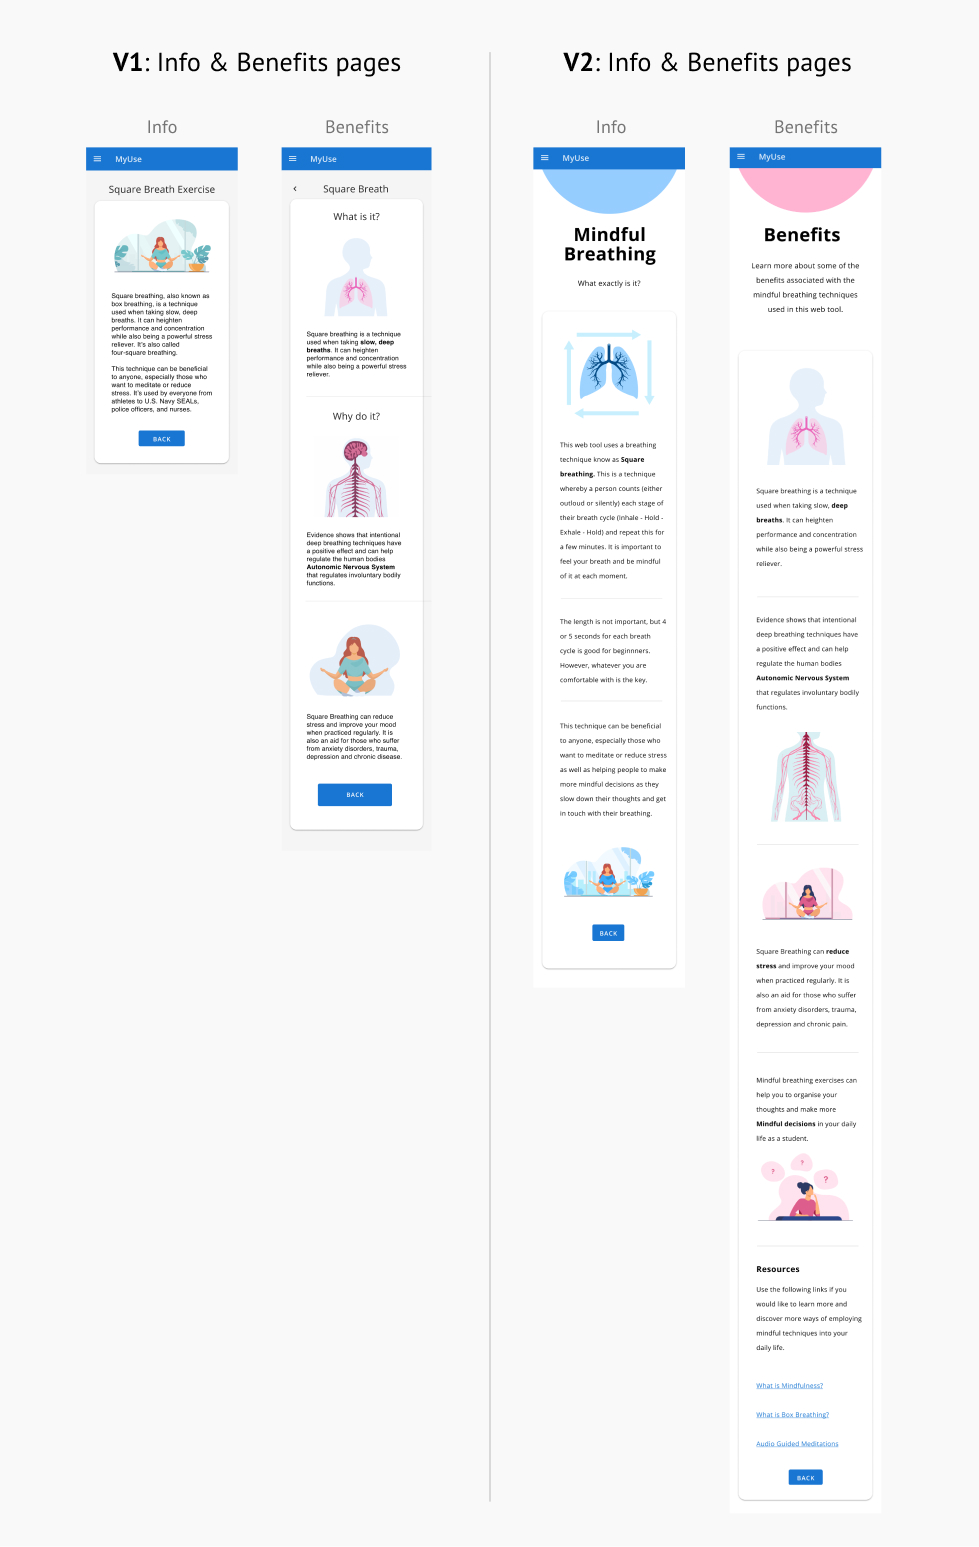 V1: Info & Benefits pages
Info
MyUse
Square Breath Exercise
Square breathing, also known as
box breathing, is a technique
used when taking slow, deep
breaths. It can heighten
performance and concentration
while also being a powerful stress
reliever. It's also called
four-square breathing.
This technique can be beneficial
to anyone, especially those who
want to meditate or reduce
stress. It's used by everyone from
athletes to U.S. Navy SEALs,
police officers, and nurses.
BACK
Benefits
MyUse
Square Breath
What is it?
Square breathing is a technique
used when taking slow, deep
breaths. It can heighten
performance and concentration
while also being a powerful stress
reliever.
Why do it?
Evidence shows that intentional
deep breathing techniques have
a positive effect and can help
regulate the human bodies
Autonomic Nervous System
that regulates involuntary bodily
functions.
Square Breathing can reduce
stress and improve your mood
when practiced regularly. It is
also an aid for those who suffer
from anxiety disorders, trauma,
depression and chronic disease.
BACK
V2: Info & Benefits pages
Info
MyUse
Mindful
Breathing
What exactly is it?
This web tool uses a breathing
technique know as Square
breathing. This is a technique
whereby a person counts (either
outloud or silently) each stage of
their breath cycle (Inhale - Hold -
Exhale - Hold) and repeat this for
a few minutes. It is important to
feel your breath and be mindful
of it at each moment.
The length is not important, but 4
or 5 seconds for each breath
cycle is good for beginnners.
However, whatever you are
comfortable with is the key.
This technique can be beneficial
to anyone, especially those who
want to meditate or reduce stress
as well as helping people to make
more mindful decisions as they
slow down their thoughts and get
in touch with their breathing.
BACK
Benefits
MyUse
Benefits
Learn more about some of the
benefits associated with the
mindful breathing techniques
used in this web tool.
Square breathing is a technique
used when taking slow, deep
breaths. It can heighten
performance and concentration
while also being a powerful stress
reliever.
Evidence shows that intentional
deep breathing techniques have
a positive effect and can help
regulate the human bodies
Autonomic Nervous System
that regulates involuntary bodily
functions.
Square Breathing can reduce
stress and improve your mood
when practiced regularly. It is
also an aid for those who suffer
from anxiety disorders, trauma,
depression and chronic pain.
Mindful breathing exercises can
help you to organise your
thoughts and make more
Mindful decisions in your daily
life as a student.
? ? ?
Resources
Use the following links if you
would like to learn more and
discover more ways of employing
mindful techniques into your
daily life.
What is Mindfulness?
What is Box Breathing?
Audio Guided Meditations
BACK